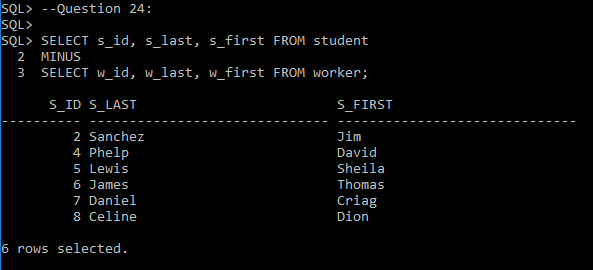 SQL>
SQL> --Question 24:
SQL>
SQL> SELECT s_id, s_last, s_first FROM student
  2  MINUS
  3  SELECT w_id, w_last, w_first FROM worker;
      S_ID S_LAST                         S_FIRST
---------- ------------------------------ ------------------------------
         2 Sanchez                        Jim
         4 Phelp                          David
         5 Lewis                          Sheila
         6 James                          Thomas
         7 Daniel                         Criag
         8 Celine                         Dion
6 rows selected.